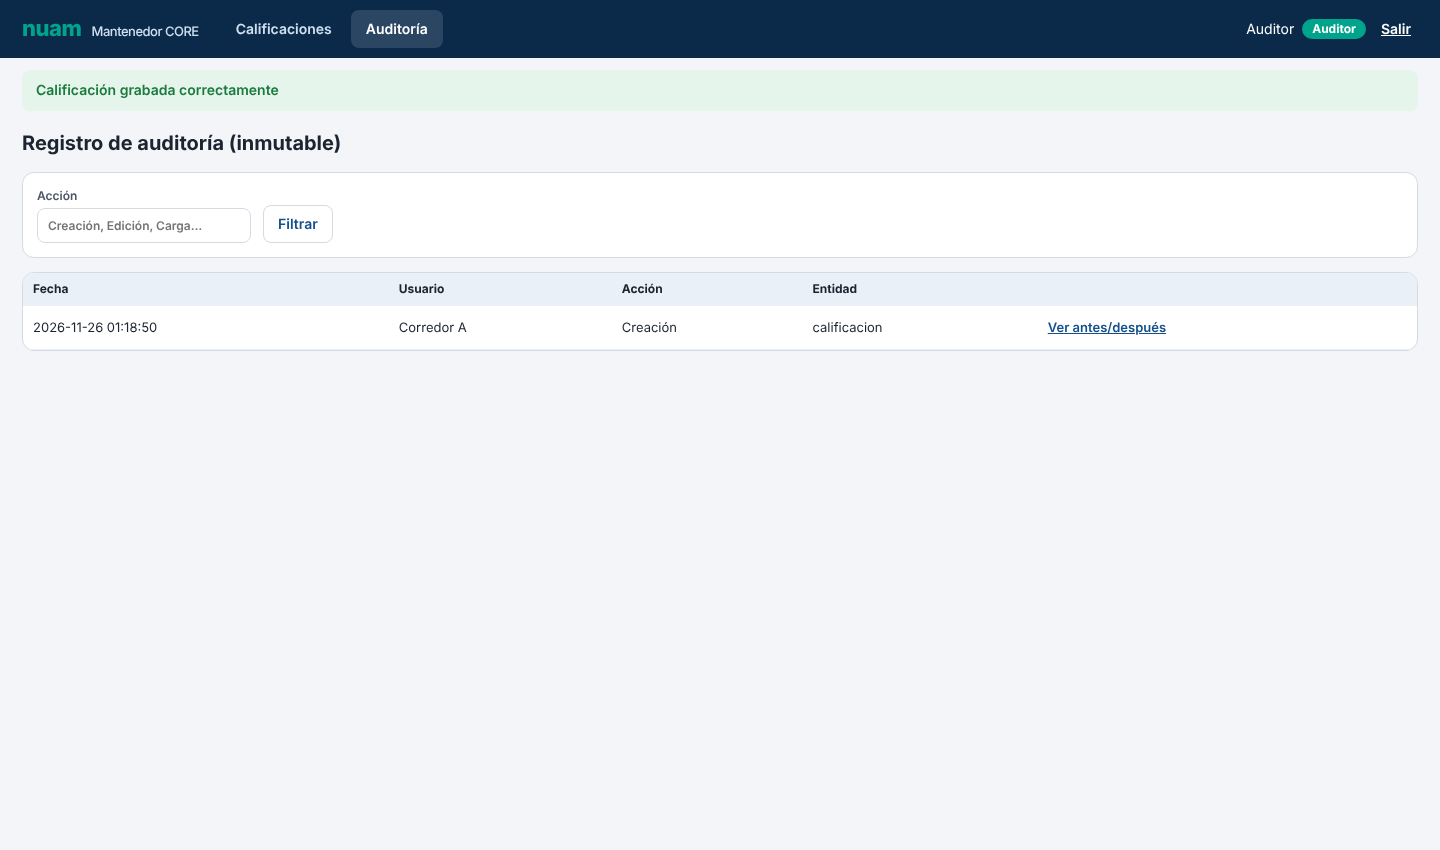 nuam Mantenedor CORE Calificaciones Auditoría Auditor Auditor Salir
Calificación grabada correctamente
Registro de auditoría (inmutable)
Acción
Creación, Edición, Carga... Filtrar
Fecha Usuario Acción Entidad
2026-11-26 01:18:50 Corredor A Creación calificacion Ver antes/después